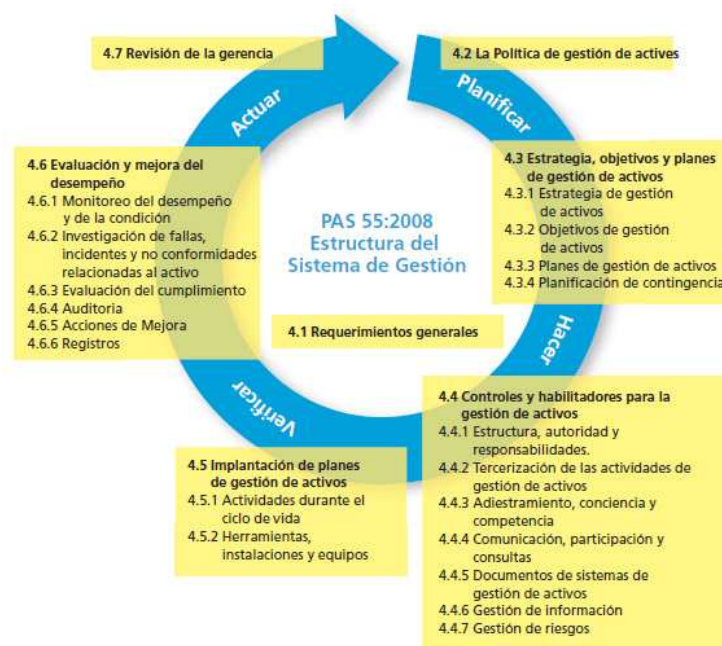 4.7 Revisión de la gerencia
4.2 La Política de gestión de actives
Actuar
Planificar
4.6 Evaluación y mejora del
desempeño
4.6.1 Monitoreo del desempeño
y de la condición
4.6.2 Investigación de fallas,
incidentes y no conformidades
relacionadas al activo
4.6.3 Evaluación del cumplimiento
4.6.4 Auditoria
4.6.5 Acciones de Mejora
4.6.6 Registros
PAS 55:2008
Estructura del
Sistema de Gestión
4.3 Estrategia, objetivos y planes
de gestión de activos
4.3.1 Estrategia de gestión
de activos
4.3.2 Objetivos de gestión
de activos
4.3.3 Planes de gestión de activos
4.3.4 Planificación de contingencia
4.1 Requerimientos generales
Hacer
Verificar
4.4 Controles y habilitadores para la
gestión de activos
4.4.1 Estructura, autoridad y
responsabilidades.
4.4.2 Tercerización de las actividades de
gestión de activos
4.4.3 Adiestramiento, conciencia y
competencia
4.4.4 Comunicación, participación y
consultas
4.4.5 Documentos de sistemas de
gestión de activos
4.4.6 Gestión de información
4.4.7 Gestión de riesgos
4.5 Implantación de planes
de gestión de activos
4.5.1 Actividades durante el
ciclo de vida
4.5.2 Herramientas,
instalaciones y equipos